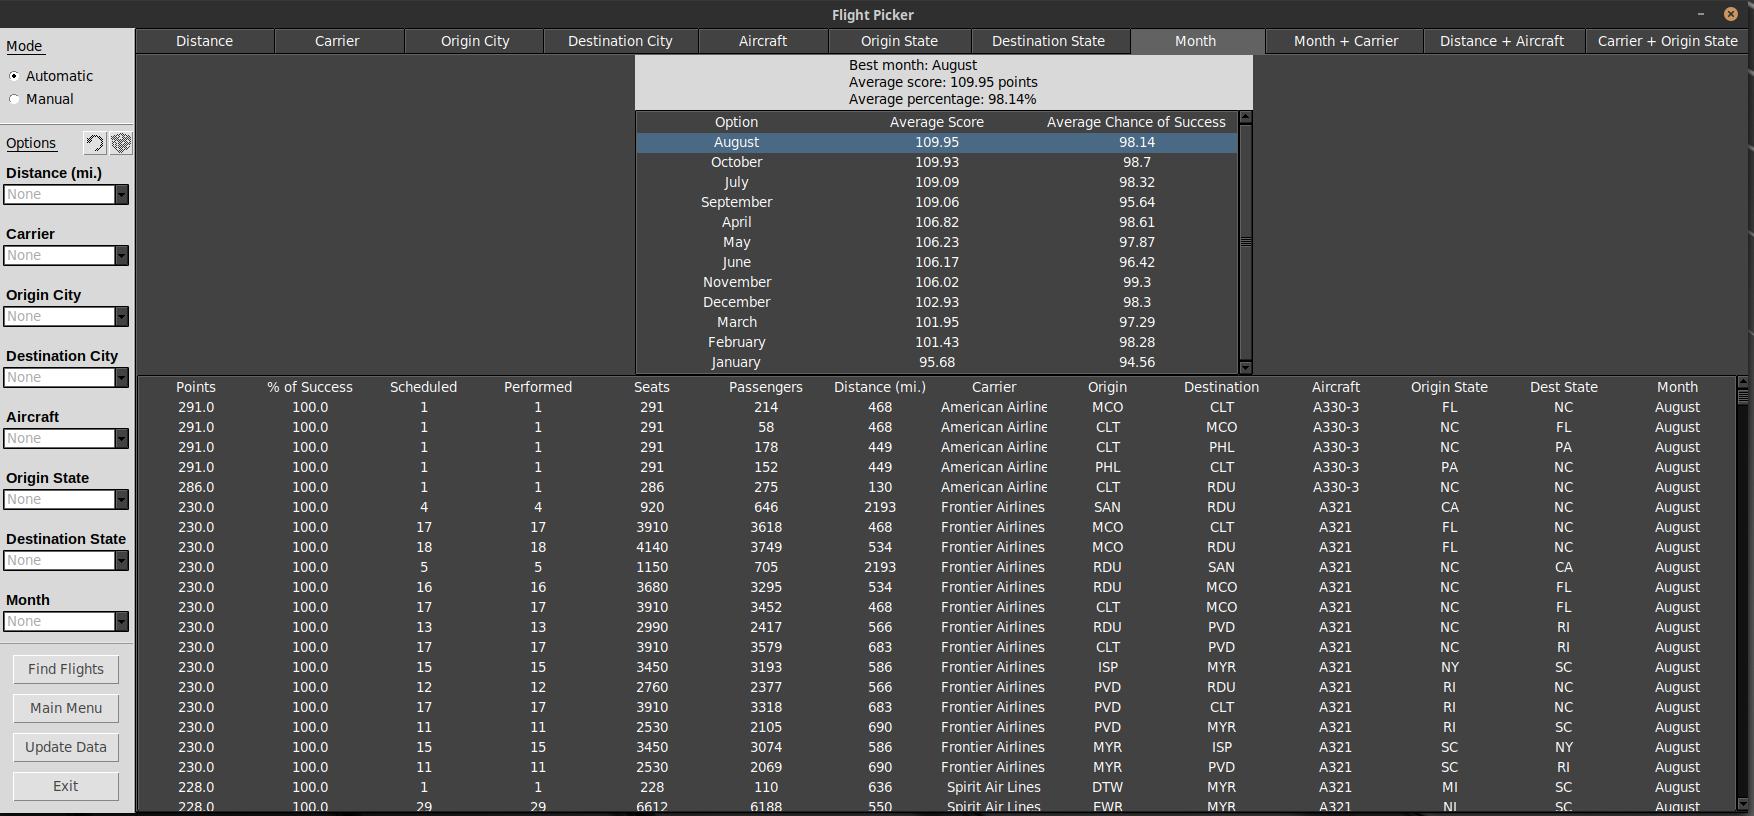 Flight Picker
Mode
Automatic
Manual
Options
Distance (mi.)
None
Carrier
None
Origin City
None
Destination City
None
Aircraft
None
Origin State
None
Destination State
None
Month
None
Find Flights
Main Menu
Update Data
Exit
Distance Carrier Origin City Destination City Aircraft Origin State Destination State Month Month + Carrier Distance + Aircraft Carrier + Origin State
Best month: August
Average score: 109.95 points
Average percentage: 98.14%
Option Average Score Average Chance of Success
August 109.95 98.14
October 109.93 98.7
July 109.09 98.32
September 109.06 95.64
April 106.82 98.61
May 106.23 97.87
June 106.17 96.42
November 106.02 99.3
December 102.93 98.3
March 101.95 97.29
February 101.43 98.28
January 95.68 94.56
Points % of Success Scheduled Performed Seats Passengers Distance (mi.) Carrier Origin Destination Aircraft Origin State Dest State Month
291.0 100.0 1 1 291 214 468 American Airline MCO CLT A330-3 FL NC August
291.0 100.0 1 1 291 58 468 American Airline CLT MCO A330-3 NC FL August
291.0 100.0 1 1 291 178 449 American Airline CLT PHL A330-3 NC PA August
291.0 100.0 1 1 291 152 449 American Airline PHL CLT A330-3 PA NC August
286.0 100.0 1 1 286 275 130 American Airline CLT RDU A330-3 NC NC August
230.0 100.0 4 4 920 646 2193 Frontier Airlines SAN RDU A321 CA NC August
230.0 100.0 17 17 3910 3618 468 Frontier Airlines MCO CLT A321 FL NC August
230.0 100.0 18 18 4140 3749 534 Frontier Airlines MCO RDU A321 FL NC August
230.0 100.0 5 5 1150 705 2193 Frontier Airlines RDU SAN A321 NC CA August
230.0 100.0 16 16 3680 3295 534 Frontier Airlines RDU MCO A321 NC FL August
230.0 100.0 17 17 3910 3452 468 Frontier Airlines CLT MCO A321 NC FL August
230.0 100.0 13 13 2990 2417 566 Frontier Airlines RDU PVD A321 NC RI August
230.0 100.0 17 17 3910 3579 683 Frontier Airlines CLT PVD A321 NC RI August
230.0 100.0 15 15 3450 3193 586 Frontier Airlines ISP MYR A321 NY SC August
230.0 100.0 12 12 2760 2377 566 Frontier Airlines PVD RDU A321 RI NC August
230.0 100.0 17 17 3910 3318 683 Frontier Airlines PVD CLT A321 RI NC August
230.0 100.0 11 11 2530 2105 690 Frontier Airlines PVD MYR A321 RI SC August
230.0 100.0 15 15 3450 3074 586 Frontier Airlines MYR ISP A321 SC NY August
230.0 100.0 11 11 2530 2069 690 Frontier Airlines MYR PVD A321 SC RI August
228.0 100.0 1 1 228 110 636 Spirit Air Lines DTW MYR A321 MI SC August
228.0 100.0 29 29 6612 6188 550 Spirit Air Lines EWR MYR A321 NJ SC August